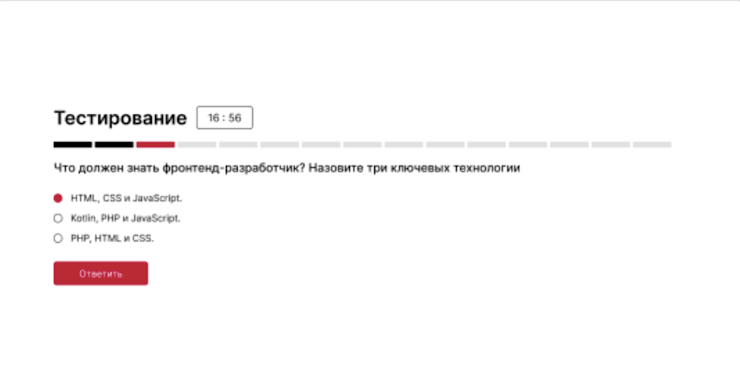 Тестирование 16 : 56
Что должен знать фронтенд-разработчик? Назовите три ключевых технологии
HTML, CSS и JavaScript.
Kotlin, PHP и JavaScript.
PHP, HTML и CSS.
Ответить